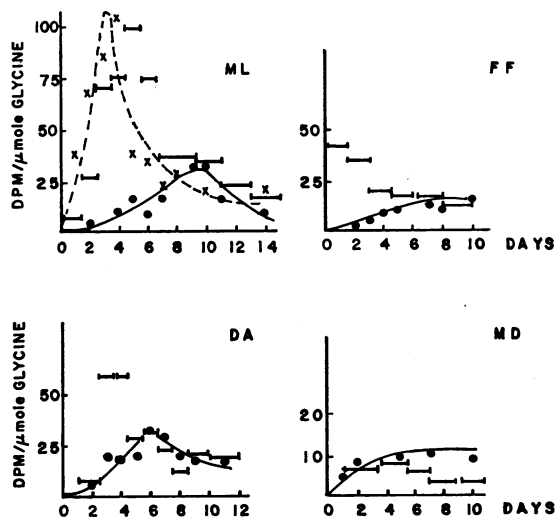 DPM/μmole GLYCINE
100
75
50
25
ML
0 2 4 6 8 10 12 14
FF
50
25
0 2 4 6 8 10 DAYS
DPM/μmole GLYCINE
50
25
DA
0 2 4 6 8 10 12
MD
20
10
0 2 4 6 8 10 DAYS